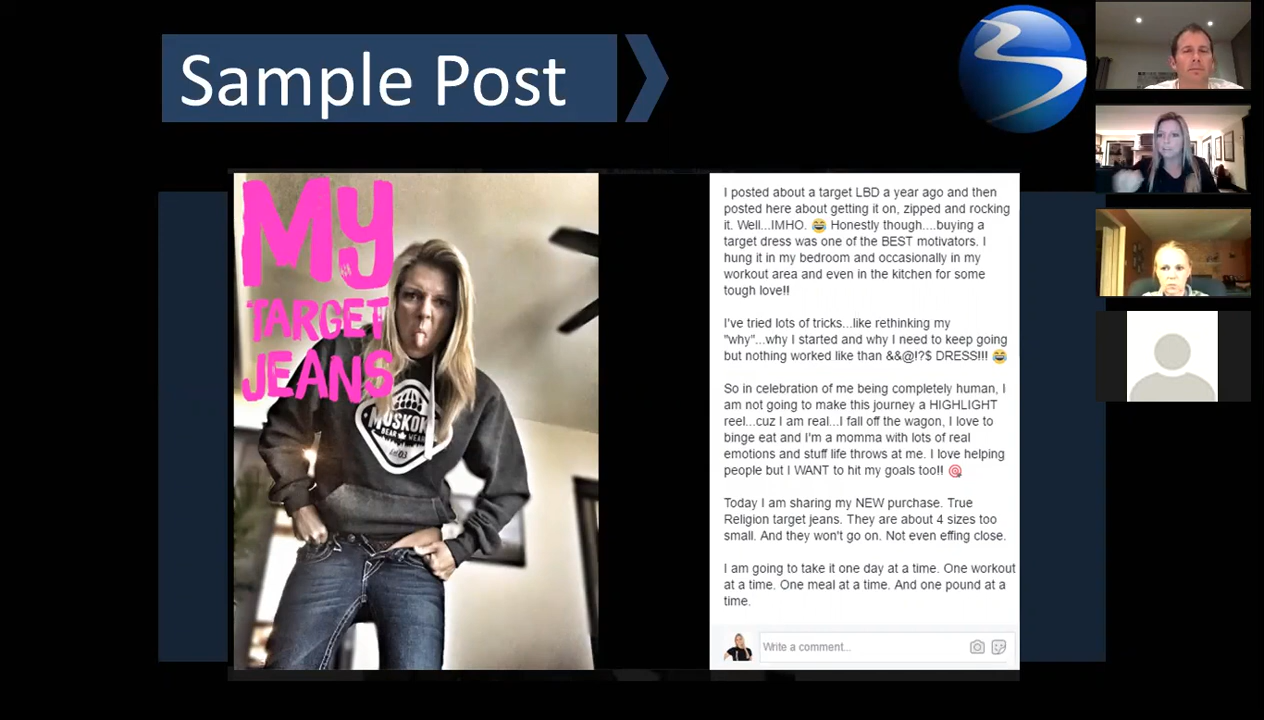 Sample Post
My
TARGET
JEANS
MUSKOKA
BEAR WEAR
I posted about a target LBD a year ago and then
posted here about getting it on, zipped and rocking
it. Well...IMHO. 😂 Honestly though....buying a
target dress was one of the BEST motivators. I
hung it in my bedroom and occasionally in my
workout area and even in the kitchen for some
tough love!!
I've tried lots of tricks...like rethinking my
"why"...why I started and why I need to keep going
but nothing worked like than &&@!?$ DRESS!!! 😂
So in celebration of me being completely human, I
am not going to make this journey a HIGHLIGHT
reel...cuz I am real...I fall off the wagon, I love to
binge eat and I'm a momma with lots of real
emotions and stuff life throws at me. I love helping
people but I WANT to hit my goals too!! 🎯
Today I am sharing my NEW purchase. True
Religion target jeans. They are about 4 sizes too
small. And they won't go on. Not even effing close.
I am going to take it one day at a time. One workout
at a time. One meal at a time. And one pound at a
time.
Write a comment...